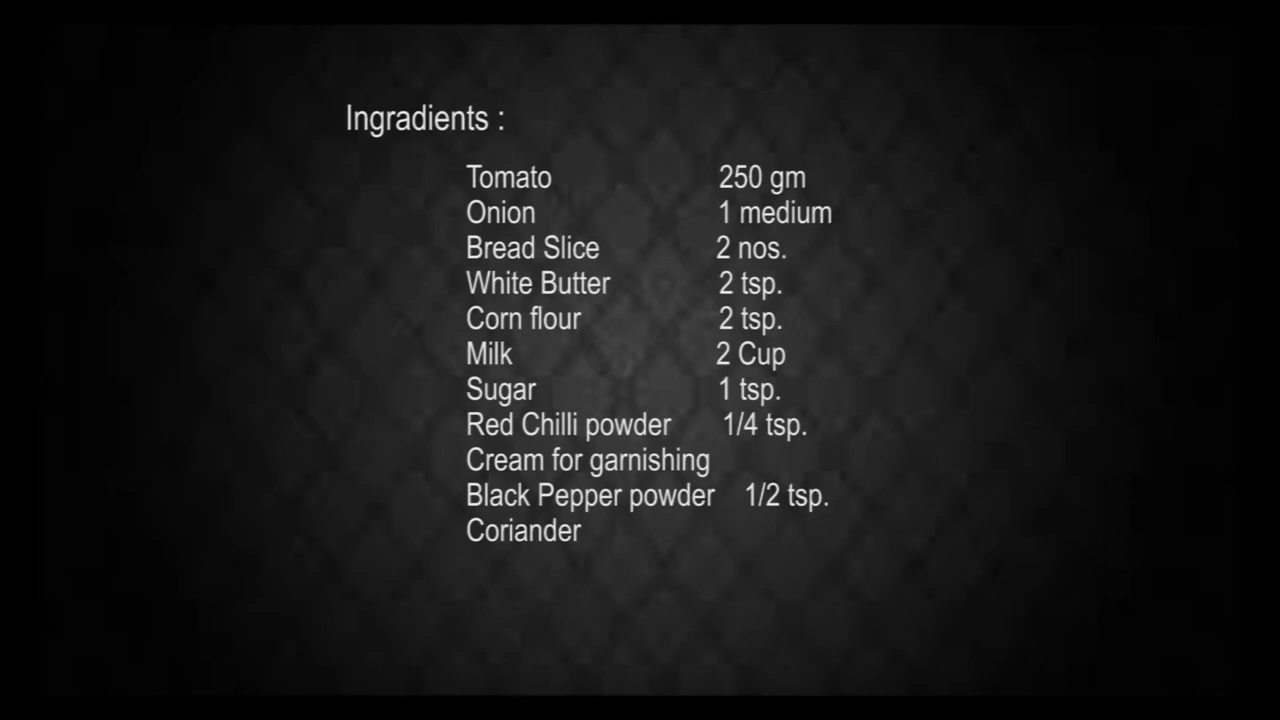 Ingradients :
Tomato 250 gm
Onion 1 medium
Bread Slice 2 nos.
White Butter 2 tsp.
Corn flour 2 tsp.
Milk 2 Cup
Sugar 1 tsp.
Red Chilli powder 1/4 tsp.
Cream for garnishing
Black Pepper powder 1/2 tsp.
Coriander